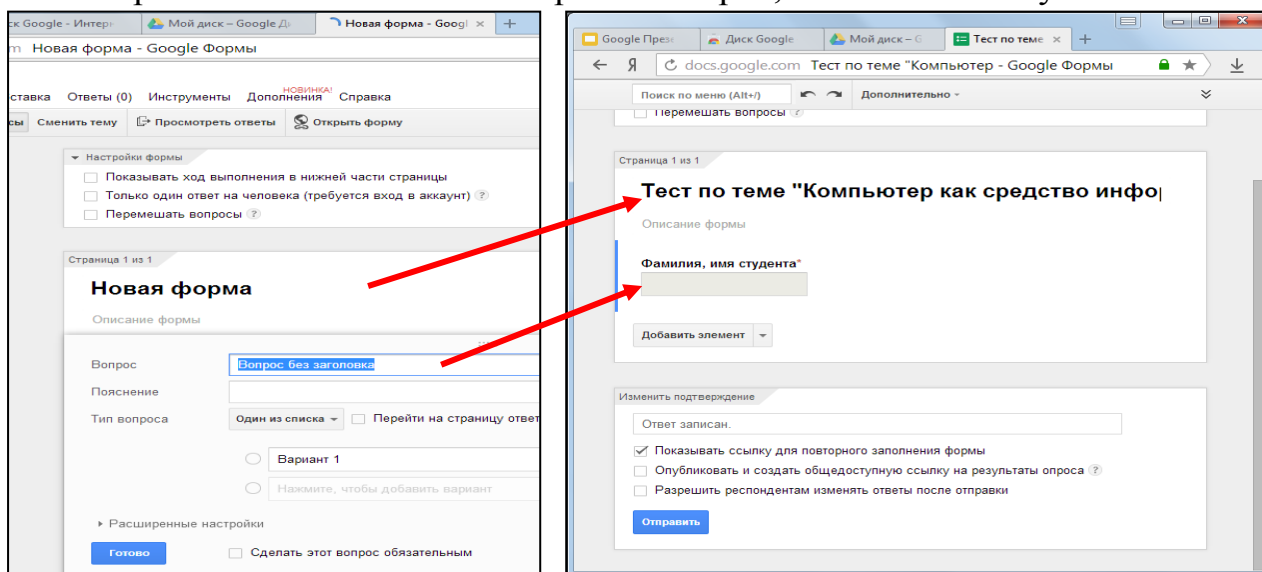 ск Google - Интер
Мой диск – Google Д
Новая форма - Googl
Новая форма - Google Формы
ставка Ответы (0) Инструменты Дополнения Справка
НОВИНКА!
сы Сменить тему Просмотреть ответы Открыть форму
Настройки формы
Показывать ход выполнения в нижней части страницы
Только один ответ на человека (требуется вход в аккаунт) ?
Перемешать вопросы ?
Страница 1 из 1
Новая форма
Описание формы
Вопрос Вопрос без заголовка
Пояснение
Тип вопроса Один из списка Перейти на страницу ответ
Вариант 1
Нажмите, чтобы добавить вариант
Расширенные настройки
Готово Сделать этот вопрос обязательным
Google През
Диск Google
Мой диск – G
Тест по теме
Я docs.google.com Тест по теме "Компьютер - Google Формы
Поиск по меню (Alt+/) Дополнительно
Перемешать вопросы ?
Страница 1 из 1
Тест по теме "Компьютер как средство инфо
Описание формы
Фамилия, имя студента*
Добавить элемент
Изменить подтверждение
Ответ записан.
Показывать ссылку для повторного заполнения формы
Опубликовать и создать общедоступную ссылку на результаты опроса ?
Разрешить респондентам изменять ответы после отправки
Отправить